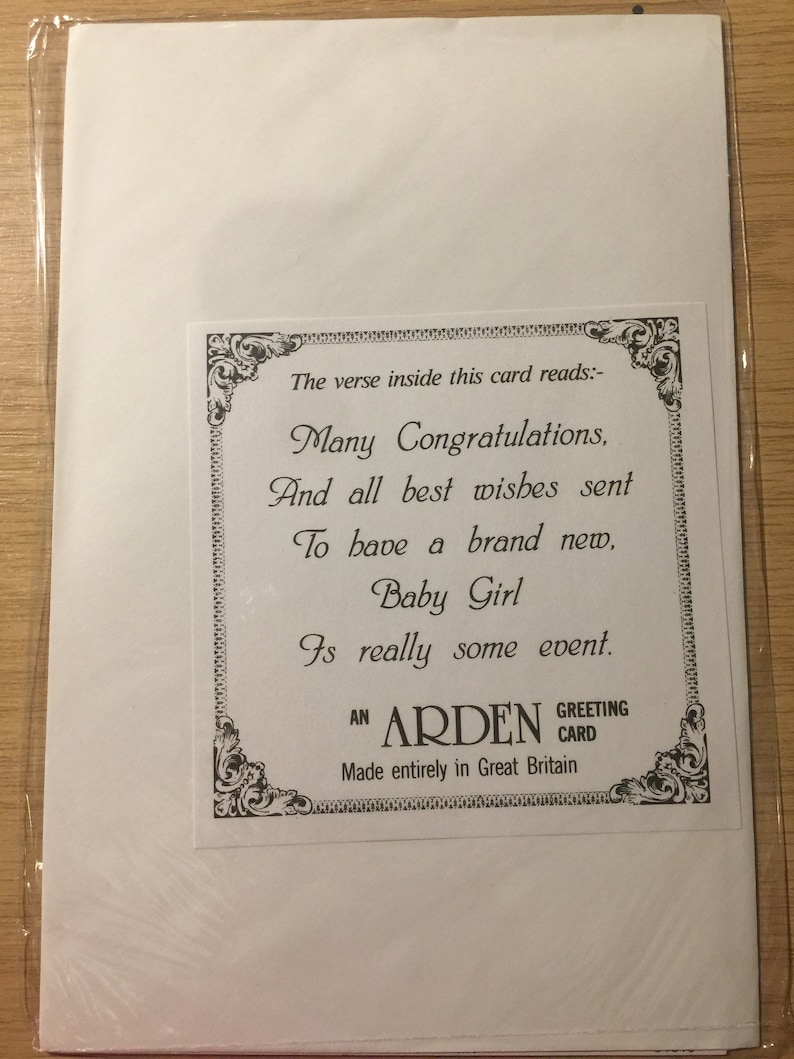 The verse inside this card reads:-
Many Congratulations,
And all best wishes sent
To have a brand new,
Baby Girl
Is really some event.
AN ARDEN GREETING CARD
Made entirely in Great Britain